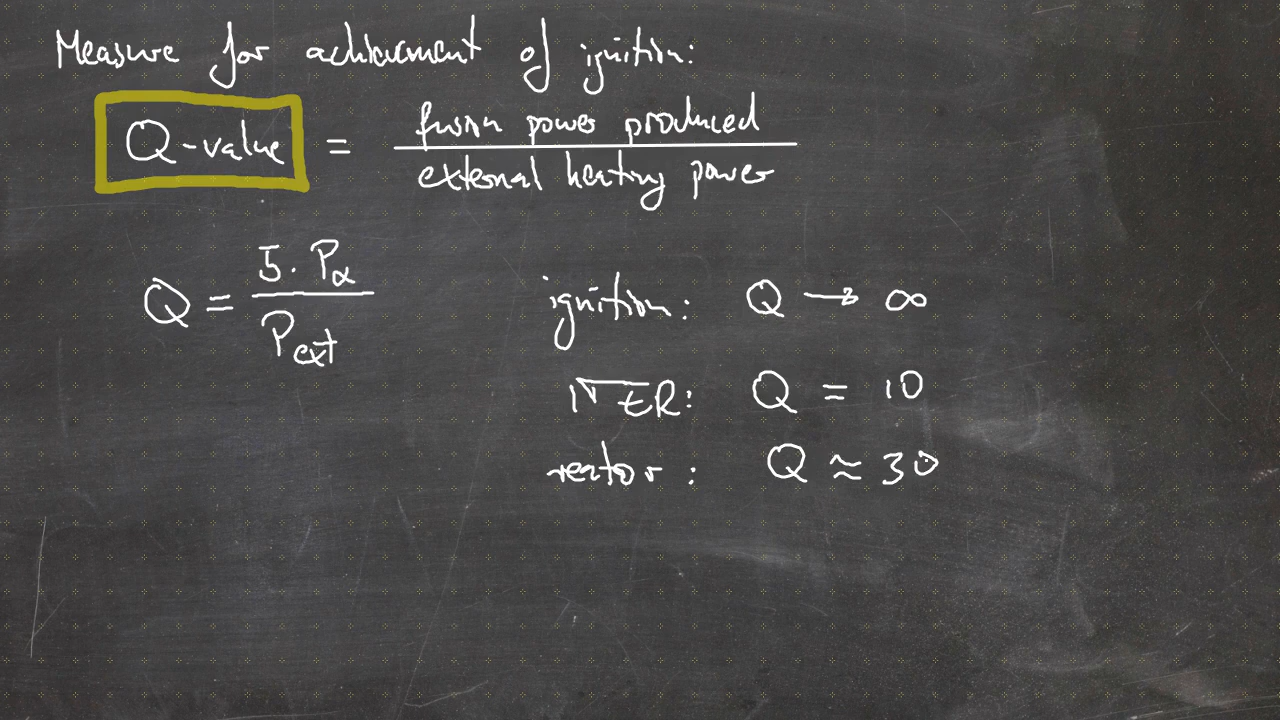 Measure for achievement of ignition:
Q-value = fusion power produced / external heating power
Q = 5 · Pα / Pext
ignition: Q → ∞
ITER: Q = 10
reator: Q ≈ 30